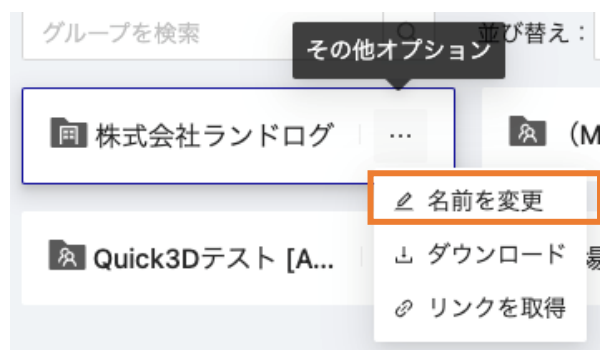 グループを検索
並び替え：
その他オプション
株式会社ランドログ
(M
名前を変更
Quick3Dテスト [A...
ダウンロード
リンクを取得